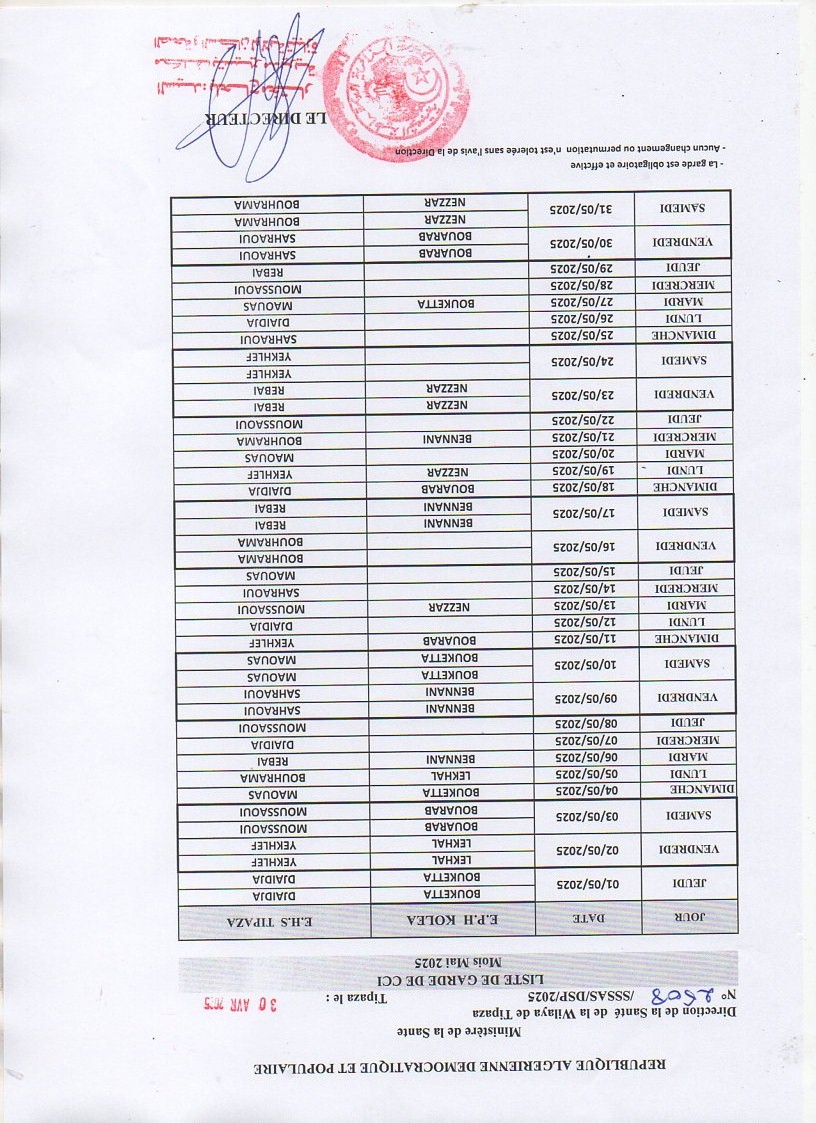 REPUBLIQUE ALGERIENNE DEMOCRATIQUE ET POPULAIRE
Ministère de la Sante
Direction de la Santé de la Wilaya de Tipaza
N° 2608 /SSSAS/DSP/2025 Tipaza le : 30 AVR 2025
LISTE DE GARDE DE CCI
Mois Mai 2025
JOUR DATE E.P.H KOLEA E.H.S TIPAZA
JEUDI 01/05/2025 BOUKETTA DJAIDJA
BOUKETTA DJAIDJA
VENDREDI 02/05/2025 LEKHAL YEKHLEF
LEKHAL YEKHLEF
SAMEDI 03/05/2025 BOUARAB MOUSSAOUI
BOUARAB MOUSSAOUI
DIMANCHE 04/05/2025 BOUKETTA MAOUAS
LUNDI 05/05/2025 LEKHAL BOUHRAMA
MARDI 06/05/2025 BENNANI REBAI
MERCREDI 07/05/2025 DJAIDJA
JEUDI 08/05/2025 MOUSSAOUI
VENDREDI 09/05/2025 BENNANI SAHRAOUI
BENNANI SAHRAOUI
SAMEDI 10/05/2025 BOUKETTA MAOUAS
BOUKETTA MAOUAS
DIMANCHE 11/05/2025 BOUARAB YEKHLEF
LUNDI 12/05/2025 DJAIDJA
MARDI 13/05/2025 NEZZAR MOUSSAOUI
MERCREDI 14/05/2025 SAHRAOUI
JEUDI 15/05/2025 MAOUAS
VENDREDI 16/05/2025 BOUHRAMA
BOUHRAMA
SAMEDI 17/05/2025 BENNANI REBAI
BENNANI REBAI
DIMANCHE 18/05/2025 BOUARAB DJAIDJA
LUNDI 19/05/2025 NEZZAR YEKHLEF
MARDI 20/05/2025 MAOUAS
MERCREDI 21/05/2025 BENNANI BOUHRAMA
JEUDI 22/05/2025 MOUSSAOUI
VENDREDI 23/05/2025 NEZZAR REBAI
NEZZAR REBAI
SAMEDI 24/05/2025 YEKHLEF
YEKHLEF
DIMANCHE 25/05/2025 SAHRAOUI
LUNDI 26/05/2025 DJAIDJA
MARDI 27/05/2025 BOUKETTA MAOUAS
MERCREDI 28/05/2025 MOUSSAOUI
JEUDI 29/05/2025 REBAI
VENDREDI 30/05/2025 BOUARAB SAHRAOUI
BOUARAB SAHRAOUI
SAMEDI 31/05/2025 NEZZAR BOUHRAMA
NEZZAR BOUHRAMA
- La garde est obligatoire et effctive
- Aucun changement ou permutation n'est tolerée sans l'avis de la Direction
LE DIRECTEUR
السيد: بلحاج مختار
مكلف بتسيير مديرية
الصحة و السكان لولاية تيبازة